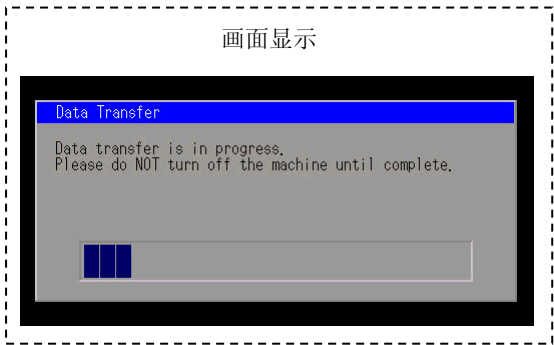 画面显示
Data Transfer
Data transfer is in progress.
Please do NOT turn off the machine until complete.